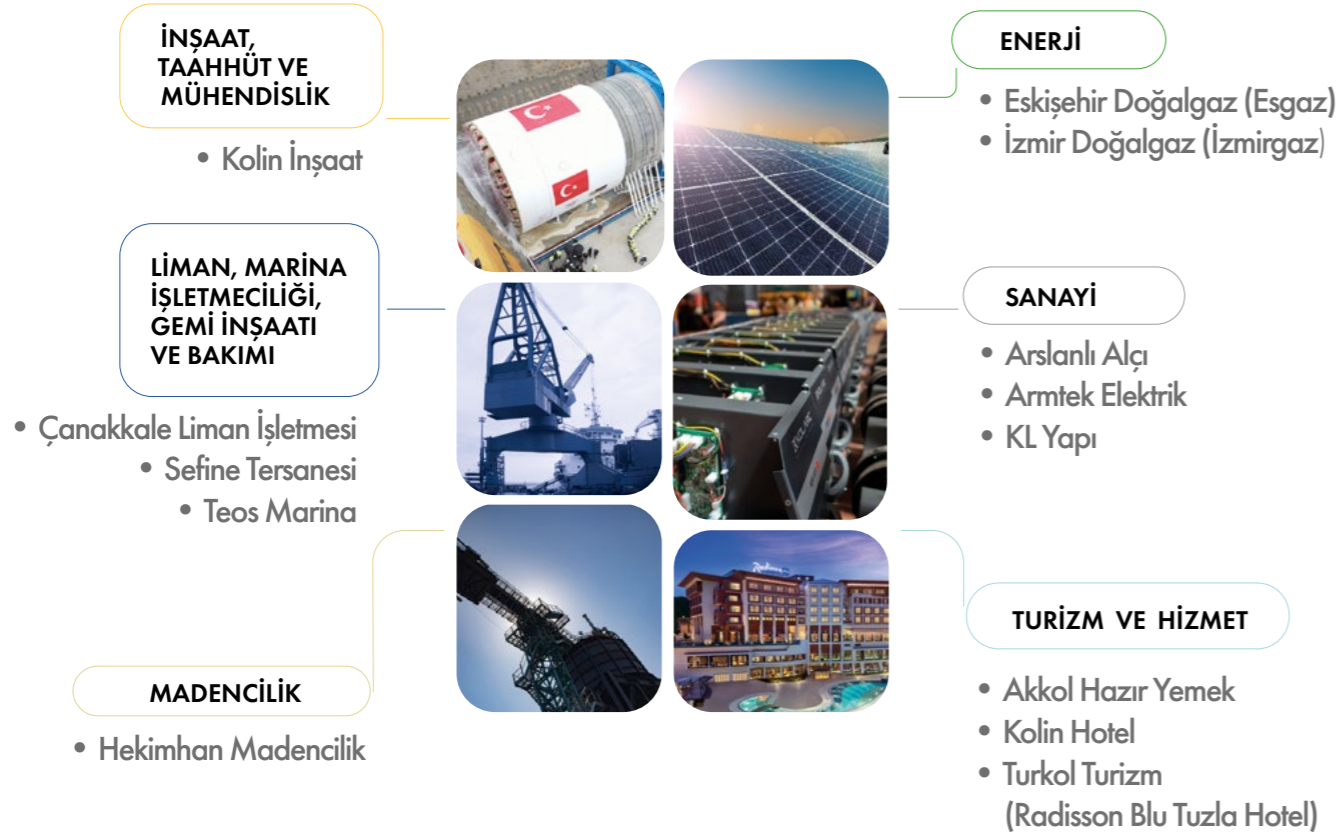 İNŞAAT,
TAAHHÜT VE
MÜHENDİSLİK
• Kolin İnşaat
LİMAN, MARİNA
İŞLETMECİLİĞİ,
GEMİ İNŞAATI
VE BAKIMI
• Çanakkale Liman İşletmesi
• Sefine Tersanesi
• Teos Marina
MADENCİLİK
• Hekimhan Madencilik
Radisson
ENERJİ
• Eskişehir Doğalgaz (Esgaz)
• İzmir Doğalgaz (İzmirgaz)
SANAYİ
• Arslanlı Alçı
• Armtek Elektrik
• KL Yapı
TURİZM VE HİZMET
• Akkol Hazır Yemek
• Kolin Hotel
• Turkol Turizm
(Radisson Blu Tuzla Hotel)